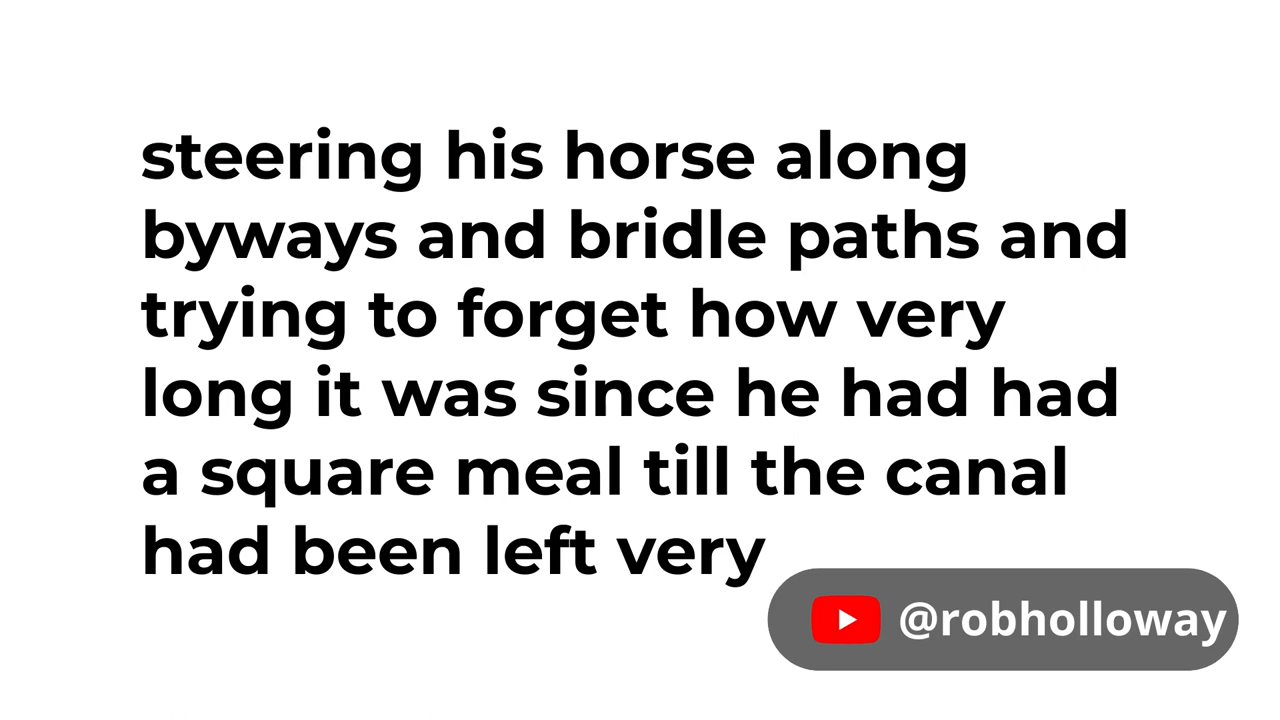 steering his horse along
byways and bridle paths and
trying to forget how very
long it was since he had had
a square meal till the canal
had been left very
@robholloway